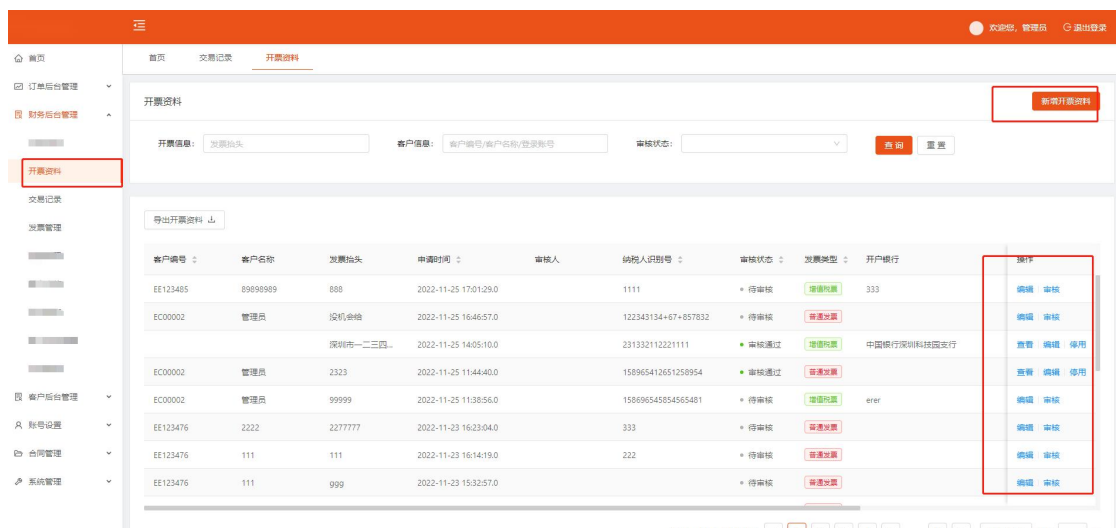 欢迎您，管理员 退出登录
首页
订单后台管理
财务后台管理
开票资料
交易记录
发票管理
客户后台管理
账号设置
合同管理
系统管理
首页 交易记录 开票资料
开票资料 新增开票资料
开票信息： 发票抬头 客户信息： 客户编号/客户名称/登录账号 审核状态： 查询 重置
导出开票资料
客户编号 客户名称 发票抬头 申请时间 审核人 纳税人识别号 审核状态 发票类型 开户银行 操作
EE123485 89898989 888 2022-11-25 17:01:29.0 1111 待审核 增值税票 333 编辑 审核
EC00002 管理员 没机会给 2022-11-25 16:46:57.0 122343134+67+857832 待审核 普通发票 编辑 审核
深圳市一二三四... 2022-11-25 14:05:10.0 231332112221111 审核通过 增值税票 中国银行深圳科技园支行 查看 编辑 停用
EC00002 管理员 2323 2022-11-25 11:44:40.0 158965412651258954 审核通过 普通发票 查看 编辑 停用
EC00002 管理员 99999 2022-11-25 11:38:56.0 158696545854565481 待审核 增值税票 erer 编辑 审核
EE123476 2222 2277777 2022-11-23 16:23:04.0 333 待审核 普通发票 编辑 审核
EE123476 111 111 2022-11-23 16:14:19.0 222 待审核 普通发票 编辑 审核
EE123476 111 ggg 2022-11-23 15:32:57.0 待审核 普通发票 编辑 审核